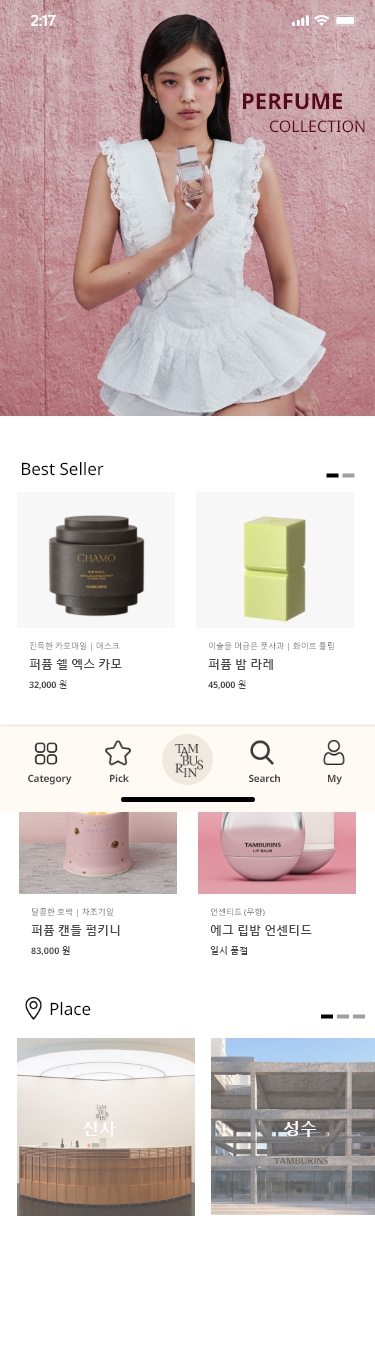 2:17
PERFUME
COLLECTION
Best Seller
CHAMO
TAMBURINS
진득한 카모마일 | 머스크
퍼퓸 쉘 엑스 카모
32,000 원
이슬을 머금은 풋사과 | 화이트 플럼
퍼퓸 밤 라레
45,000 원
Category
Pick
TAM
BUS
RIN
Search
My
TAMBURINS
LIP BALM
달콤한 호박 | 자조기잎
퍼퓸 캔들 펌키니
83,000 원
언센티드 (무향)
에그 립밤 언센티드
일시 품절
Place
신사
성수
TAMBURINS